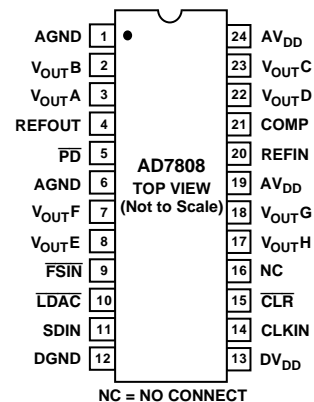 AGND 1 24 AVDD
VOUTB 2 23 VOUTC
VOUTA 3 22 VOUTD
REFOUT 4 21 COMP
PD 5 20 REFIN
AGND 6 19 AVDD
VOUTF 7 18 VOUTG
VOUTE 8 17 VOUTH
FSIN 9 16 NC
LDAC 10 15 CLR
SDIN 11 14 CLKIN
DGND 12 13 DVDD
AD7808
TOP VIEW
(Not to Scale)
NC = NO CONNECT